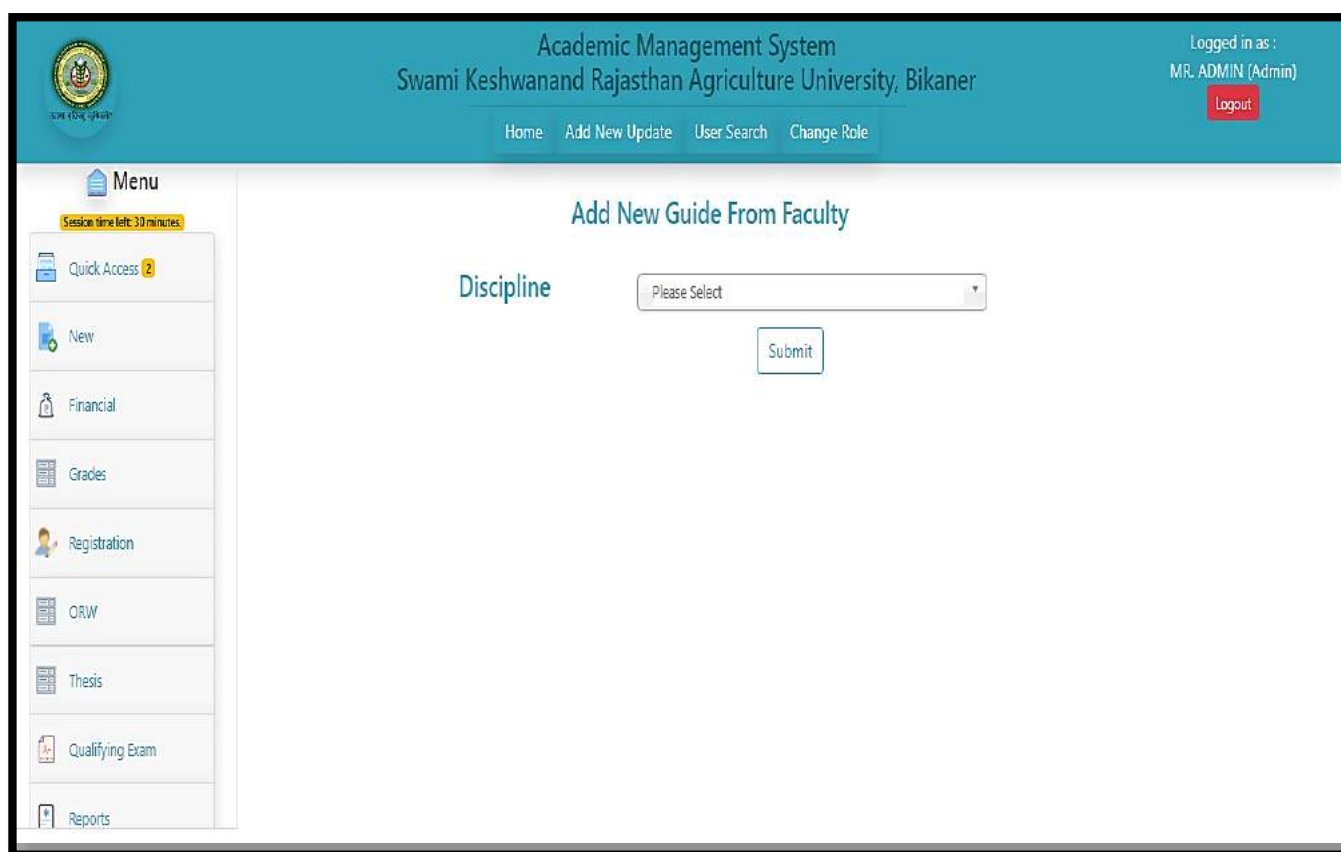 Academic Management System
Swami Keshwanand Rajasthan Agriculture University, Bikaner
Home Add New Update User Search Change Role
Logged in as :
MR. ADMIN (Admin)
Logout
Menu
Session time left: 30 minutes.
Quick Access 2
New
Financial
Grades
Registration
ORW
Thesis
Qualifying Exam
Reports
Add New Guide From Faculty
Discipline Please Select
Submit